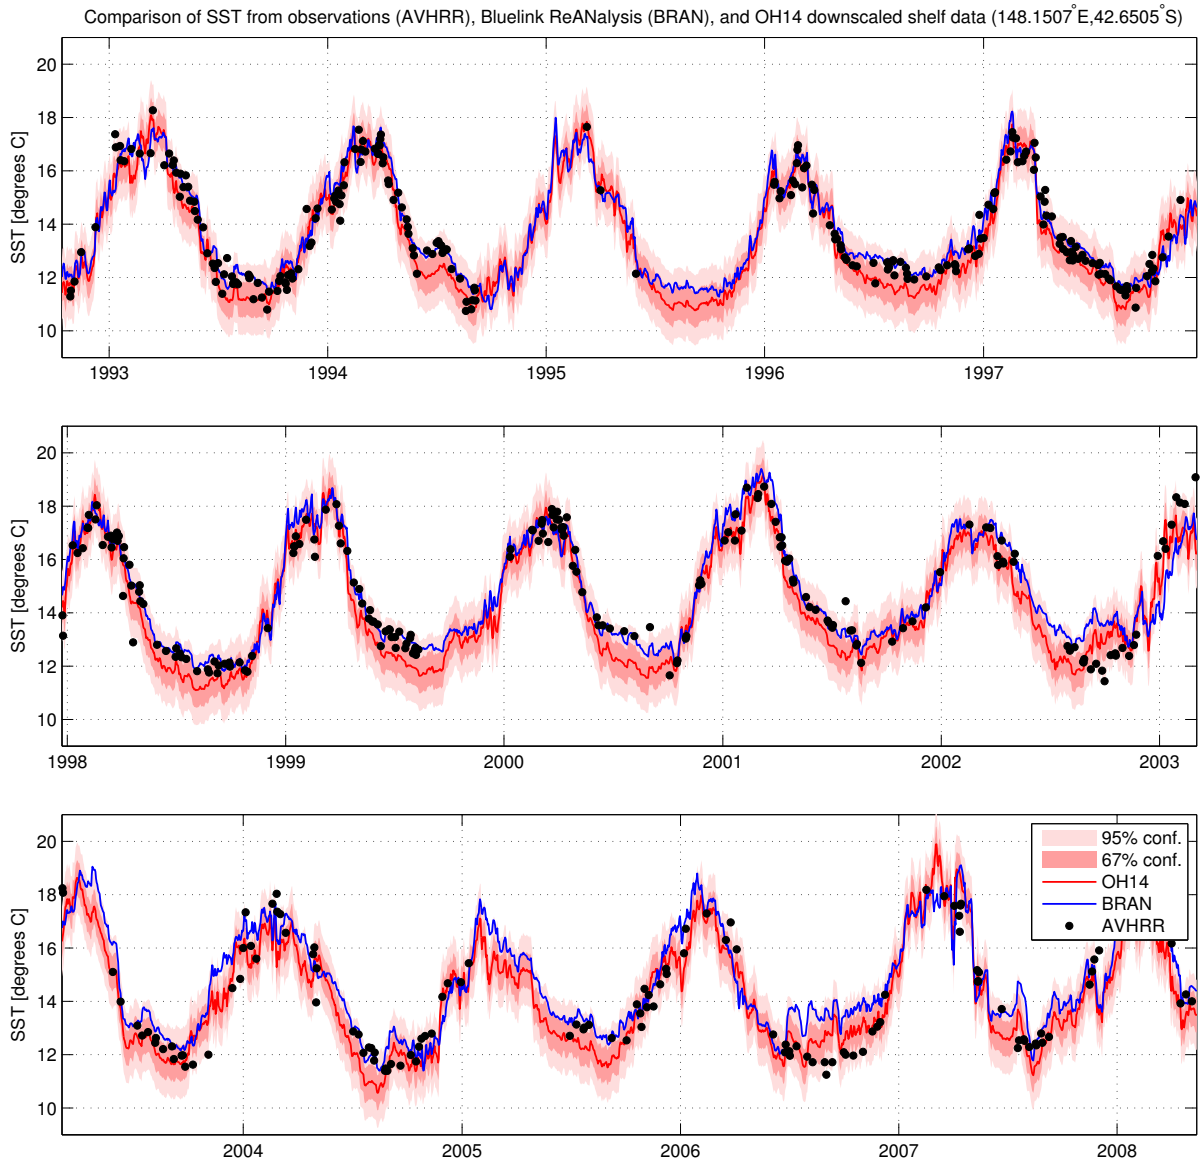 Comparison of SST from observations (AVHRR), Bluelink ReANalysis (BRAN), and OH14 downscaled shelf data (148.1507°E,42.6505°S)
SST [degrees C]
20
18
16
14
12
10
1993 1994 1995 1996 1997
SST [degrees C]
20
18
16
14
12
10
1998 1999 2000 2001 2002 2003
SST [degrees C]
20
18
16
14
12
10
95% conf.
67% conf.
OH14
BRAN
AVHRR
2004 2005 2006 2007 2008